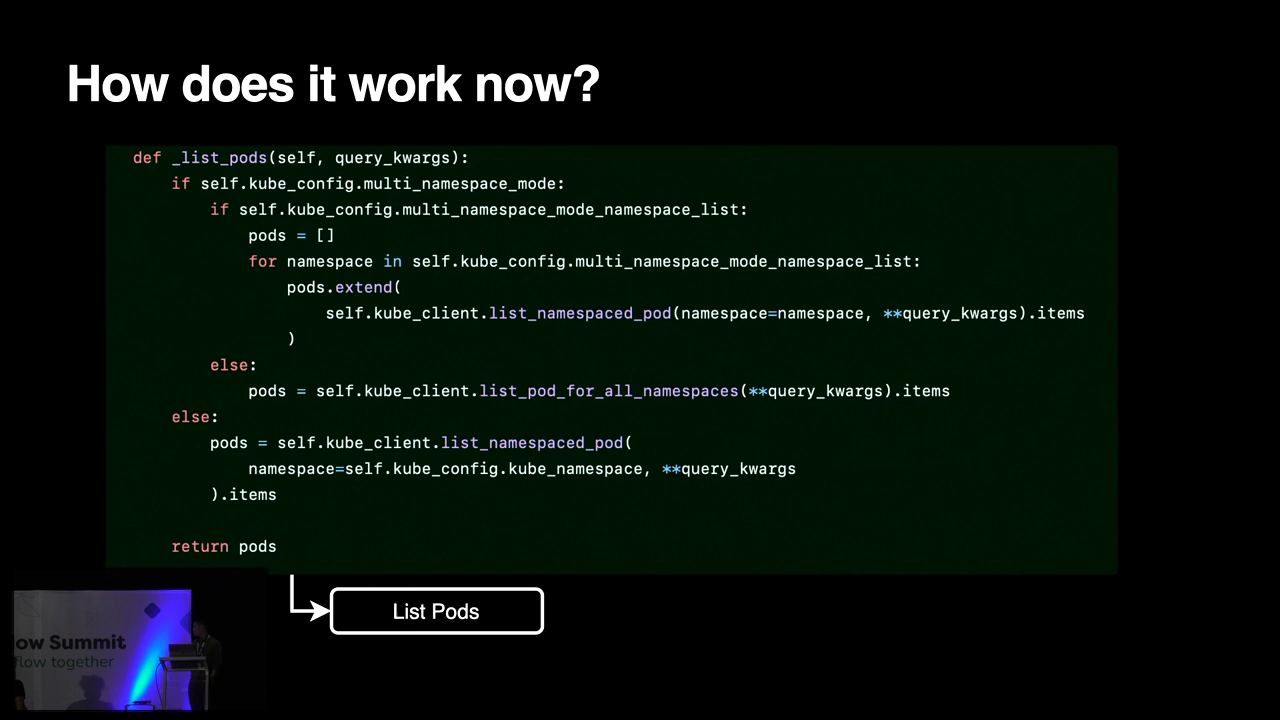 How does it work now?
def _list_pods(self, query_kwargs):
    if self.kube_config.multi_namespace_mode:
        if self.kube_config.multi_namespace_mode_namespace_list:
            pods = []
            for namespace in self.kube_config.multi_namespace_mode_namespace_list:
                pods.extend(
                    self.kube_client.list_namespaced_pod(namespace=namespace, **query_kwargs).items
                )
        else:
            pods = self.kube_client.list_pod_for_all_namespaces(**query_kwargs).items
    else:
        pods = self.kube_client.list_namespaced_pod(
            namespace=self.kube_config.kube_namespace, **query_kwargs
        ).items
    return pods
List Pods
ow Summit
flow together